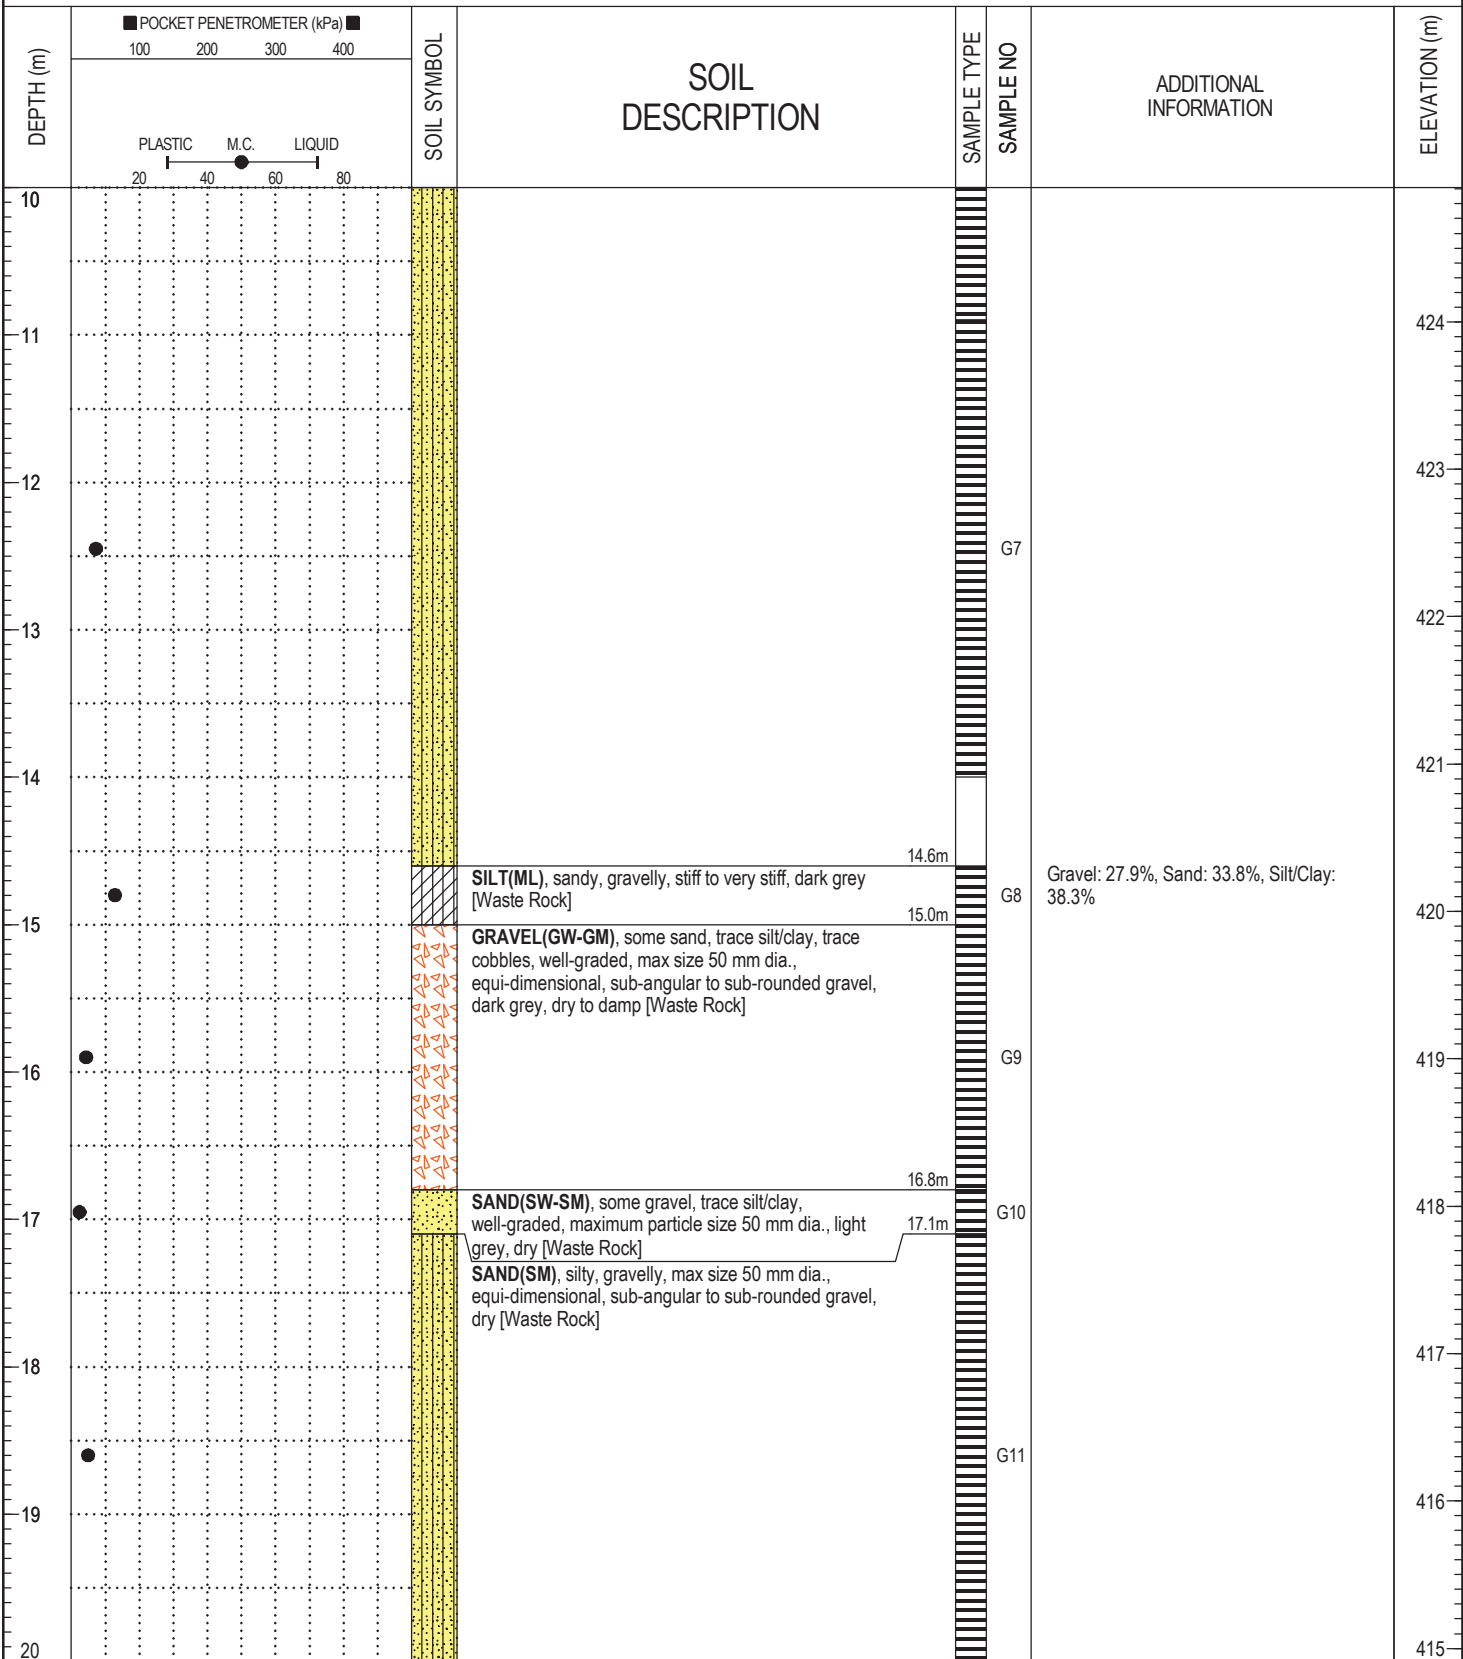 POCKET PENETROMETER (kPa)
100 200 300 400
DEPTH (m)
PLASTIC M.C. LIQUID
20 40 60 80
SOIL SYMBOL
SOIL
DESCRIPTION
SAMPLE TYPE
SAMPLE NO
ADDITIONAL
INFORMATION
ELEVATION (m)
10
11
424
12
423
G7
13
422
14
421
14.6m
SILT(ML), sandy, gravelly, stiff to very stiff, dark grey
[Waste Rock]
G8
Gravel: 27.9%, Sand: 33.8%, Silt/Clay:
38.3%
15.0m
15
420
GRAVEL(GW-GM), some sand, trace silt/clay, trace
cobbles, well-graded, max size 50 mm dia.,
equi-dimensional, sub-angular to sub-rounded gravel,
dark grey, dry to damp [Waste Rock]
G9
16
419
16.8m
SAND(SW-SM), some gravel, trace silt/clay,
well-graded, maximum particle size 50 mm dia., light
grey, dry [Waste Rock]
G10
17
17.1m
418
SAND(SM), silty, gravelly, max size 50 mm dia.,
equi-dimensional, sub-angular to sub-rounded gravel,
dry [Waste Rock]
18
417
G11
19
416
20
415